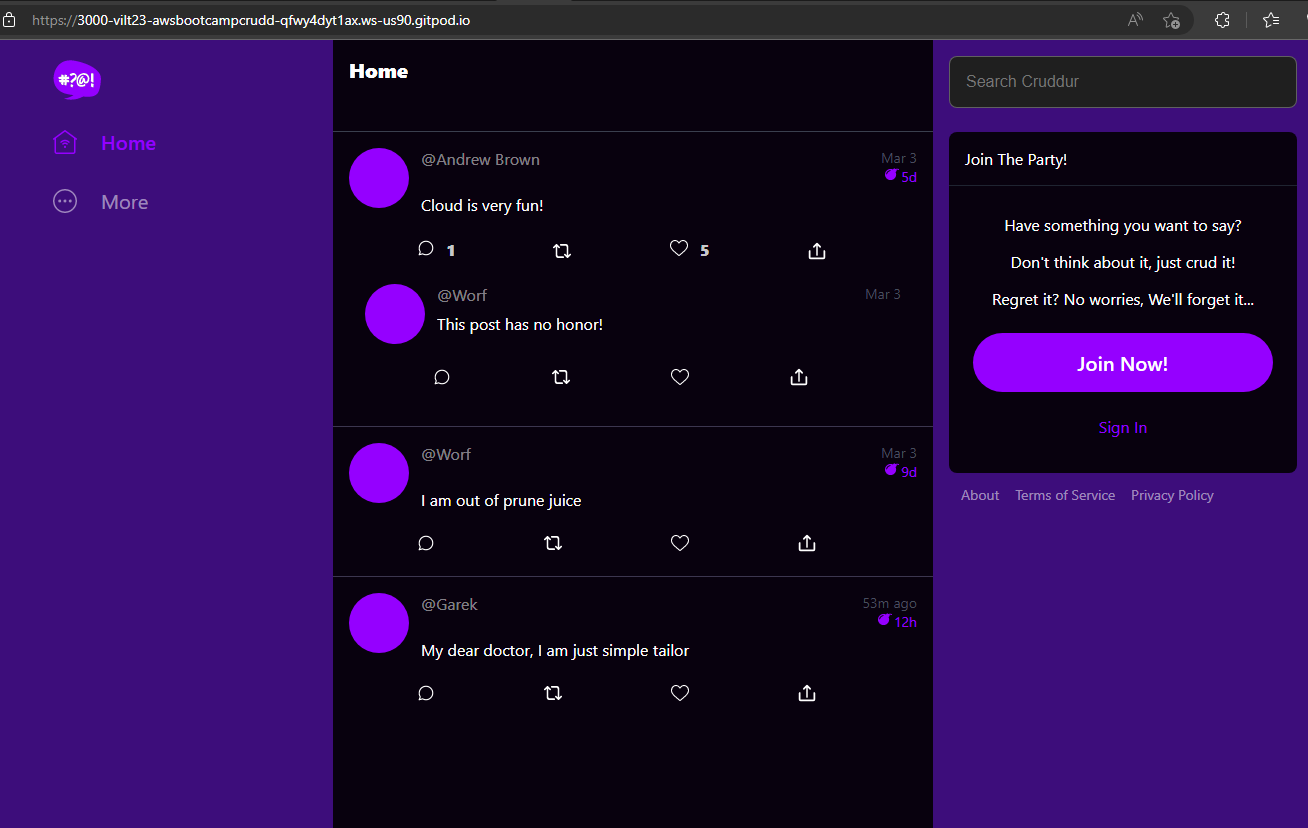 https://3000-vilt23-awsbootcampcrudd-qfwy4dyt1ax.ws-us90.gitpod.io
#?@!
Home
More
Home
@Andrew Brown
Mar 3
5d
Cloud is very fun!
1
5
@Worf
Mar 3
This post has no honor!
@Worf
Mar 3
9d
I am out of prune juice
@Garek
53m ago
12h
My dear doctor, I am just simple tailor
Search Cruddur
Join The Party!
Have something you want to say?
Don't think about it, just crud it!
Regret it? No worries, We'll forget it...
Join Now!
Sign In
About Terms of Service Privacy Policy